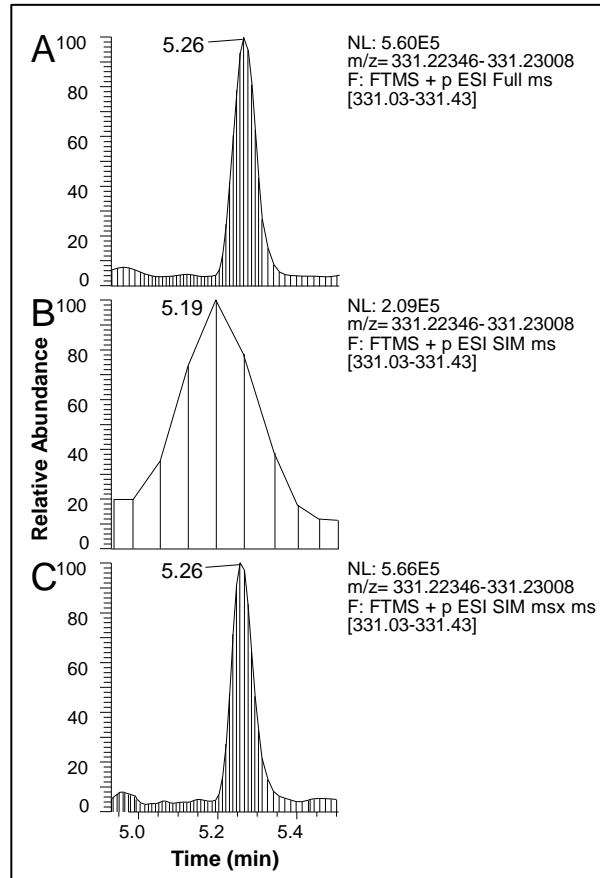 A
100
80
60
40
20
0
5.26
NL: 5.60E5
m/z= 331.22346-331.23008
F: FTMS + p ESI Full ms
[331.03-331.43]
B
100
80
60
40
20
0
5.19
NL: 2.09E5
m/z= 331.22346-331.23008
F: FTMS + p ESI SIM ms
[331.03-331.43]
Relative Abundance
C
100
80
60
40
20
0
5.26
NL: 5.66E5
m/z= 331.22346-331.23008
F: FTMS + p ESI SIM msx ms
[331.03-331.43]
5.0 5.2 5.4
Time (min)